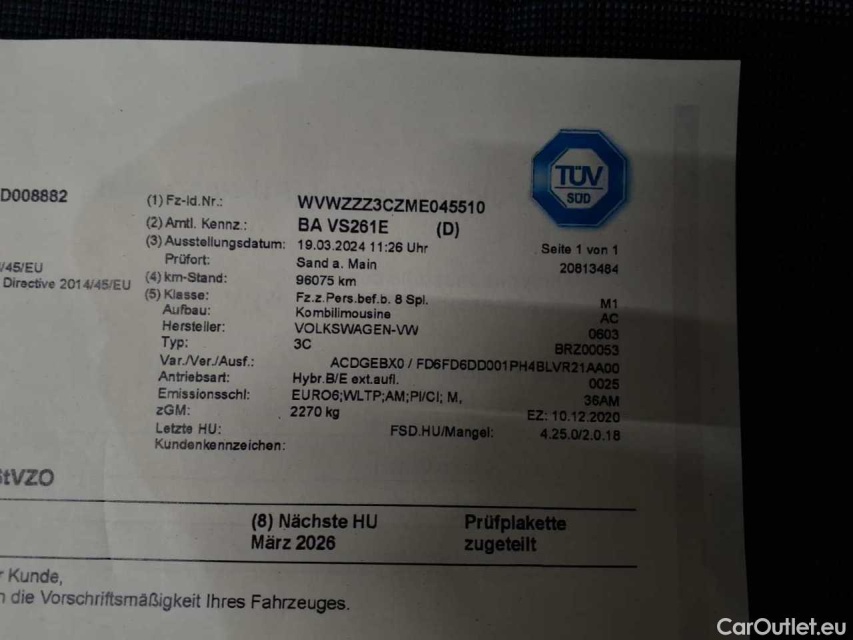 TÜV
SÜD
D008882
(1) Fz-Id.Nr.: WVWZZZ3CZME045510
(2) Amtl. Kennz.: BA VS261E (D)
(3) Ausstellungsdatum: 19.03.2024 11:26 Uhr Seite 1 von 1
Prüfort: Sand a. Main 20813484
/45/EU
(4) km-Stand: 96075 km
Directive 2014/45/EU
(5) Klasse: Fz.z.Pers.bef.b. 8 Spl. M1
Aufbau: Kombilimousine AC
Hersteller: VOLKSWAGEN-VW 0603
Typ: 3C BRZ00053
Var./Ver./Ausf.: ACDGEBX0 / FD6FD6DD001PH4BLVR21AA00
Antriebsart: Hybr.B/E ext.aufl. 0025
Emissionsschl: EURO6;WLTP;AM;PI/CI; M, 36AM
zGM: 2270 kg EZ: 10.12.2020
Letzte HU: FSD.HU/Mangel: 4.25.0/2.0.18
Kundenkennzeichen:
StVZO
(8) Nächste HU Prüfplakette
März 2026 zugeteilt
r Kunde,
n die Vorschriftsmäßigkeit Ihres Fahrzeuges.
CarOutlet.eu